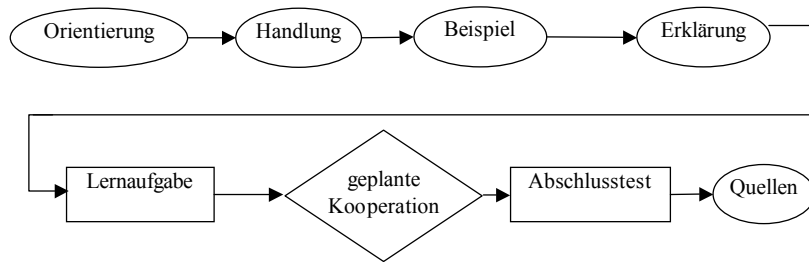 Orientierung
Handlung
Beispiel
Erklärung
Lernaufgabe
geplante
Kooperation
Abschlusstest
Quellen